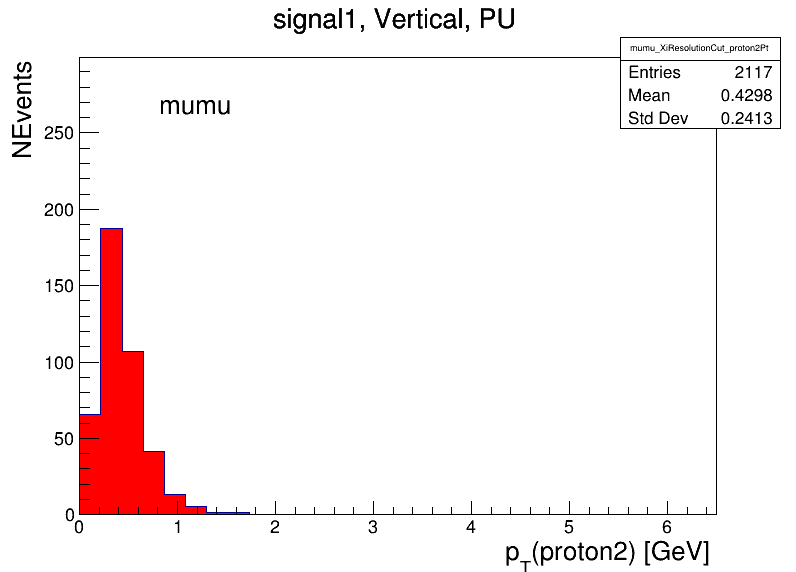 signal1, Vertical, PU
mumu_XiResolutionCut_proton2Pt
Entries 2117
Mean 0.4298
Std Dev 0.2413
NEvents
mumu
250
200
150
100
50
0
0 1 2 3 4 5 6
p_T(proton2) [GeV]